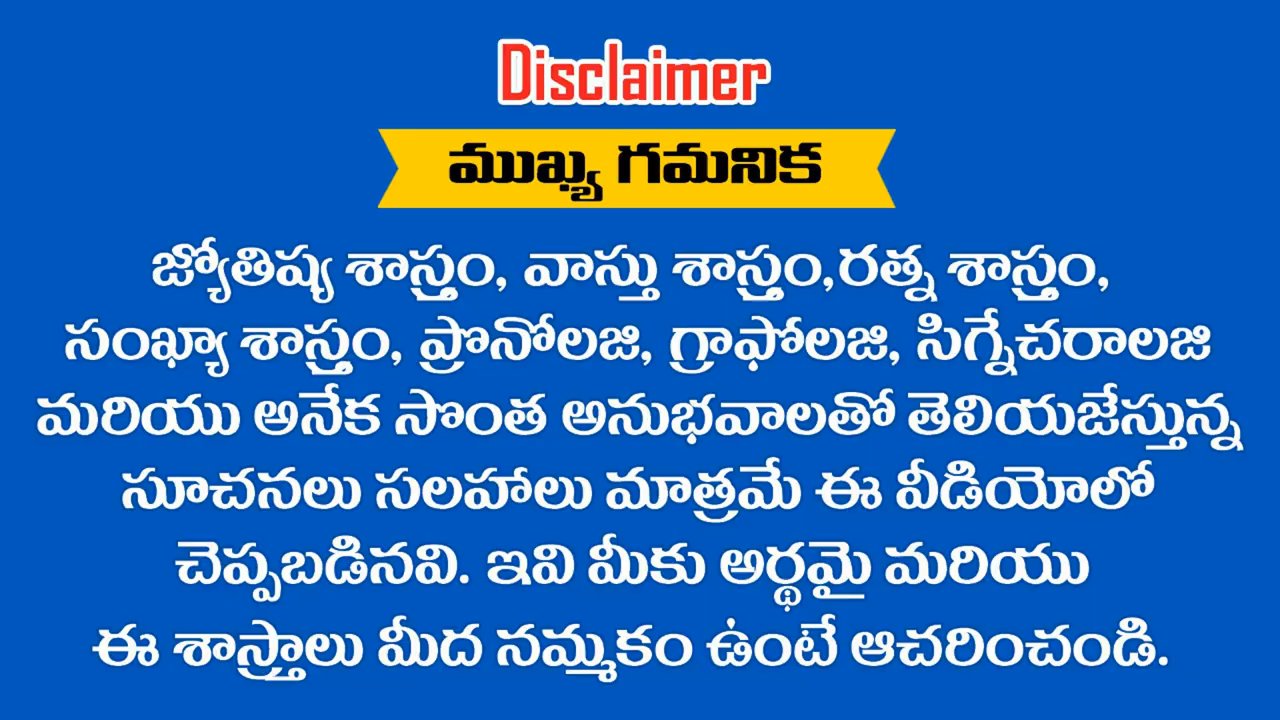 Disclaimer
ముఖ్య గమనిక
జ్యోతిష్య శాస్త్రం, వాస్తు శాస్త్రం,రత్న శాస్త్రం,
సంఖ్యా శాస్త్రం, ప్రొనోలజి, గ్రాఫోలజి, సిగ్నేచరాలజి
మరియు అనేక సొంత అనుభవాలతో తెలియజేస్తున్న
సూచనలు సలహాలు మాత్రమే ఈ వీడియోలో
చెప్పబడినవి. ఇవి మీకు అర్థమై మరియు
ఈ శాస్త్రాలు మీద నమ్మకం ఉంటే ఆచరించండి.